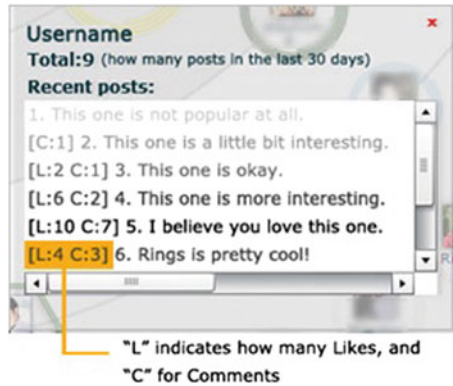 Username
Total:9 (how many posts in the last 30 days)
Recent posts:
1. This one is not popular at all.
[C:1] 2. This one is a little bit interesting.
[L:2 C:1] 3. This one is okay.
[L:6 C:2] 4. This one is more interesting.
[L:10 C:7] 5. I believe you love this one.
[L:4 C:3] 6. Rings is pretty cool!
"L" indicates how many Likes, and
"C" for Comments